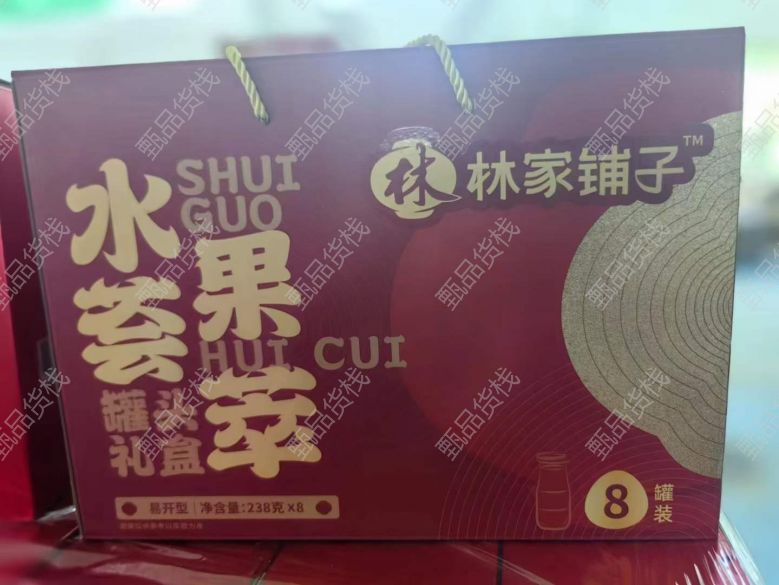 林 林家铺子™
水果
荟萃
SHUI
GUO
HUI CUI
罐头
礼盒
易开型 净含量:238克×8
8
罐装
甄品货栈